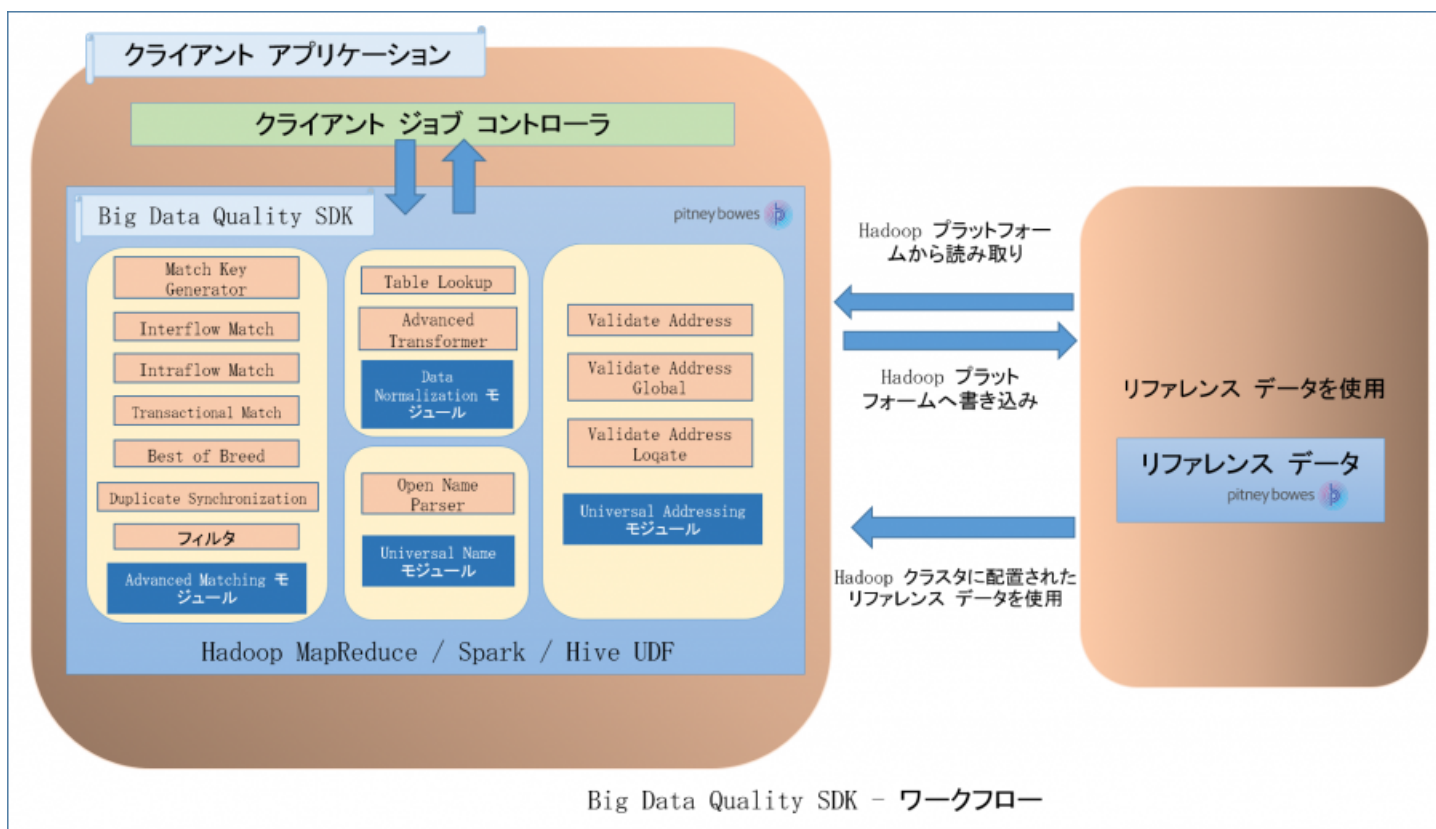 クライアント アプリケーション
クライアント ジョブ コントローラ
Big Data Quality SDK
pitney bowes
Match Key
Generator
Interflow Match
Intraflow Match
Transactional Match
Best of Breed
Duplicate Synchronization
フィルタ
Advanced Matching モ
ジュール
Table Lookup
Advanced
Transformer
Data
Normalization モ
ジュール
Open Name
Parser
Universal Name
モジュール
Validate Address
Validate Address
Global
Validate Address
Loqate
Universal Addressing
モジュール
Hadoop MapReduce / Spark / Hive UDF
Hadoop プラットフォー
ムから読み取り
Hadoop プラット
フォームへ書き込み
Hadoop クラスタに配置された
リファレンス データを使用
リファレンス データを使用
リファレンス データ
pitney bowes
Big Data Quality SDK - ワークフロー